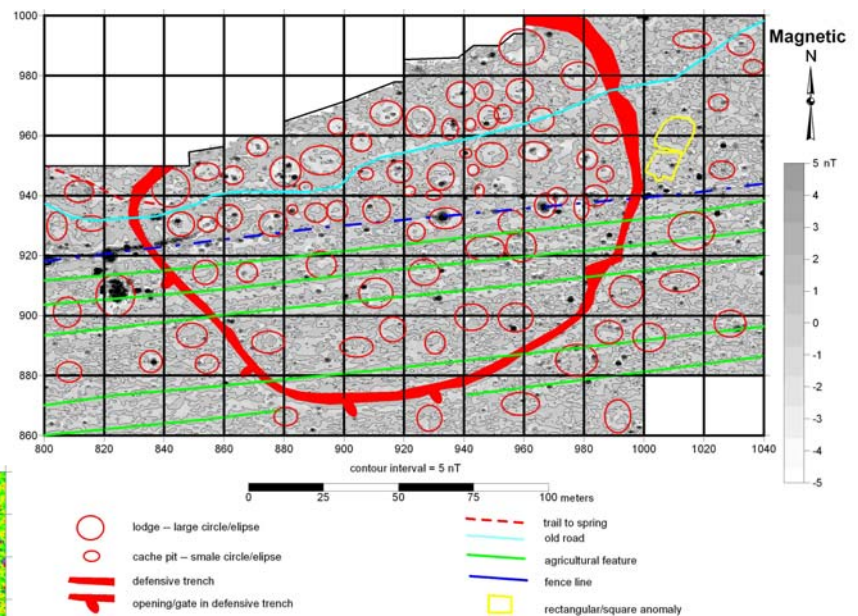 1000
980
960
940
920
900
880
860
800 820 840 860 880 900 920 940 960 980 1000 1020 1040
contour interval = 5 nT
0 25 50 75 100 meters
Magnetic
N
5 nT
4
3
2
1
0
-1
-2
-3
-4
-5
lodge -- large circle/elipse
cache pit -- smale circle/elipse
defensive trench
opening/gate in defensive trench
trail to spring
old road
agricultural feature
fence line
rectangular/square anomaly